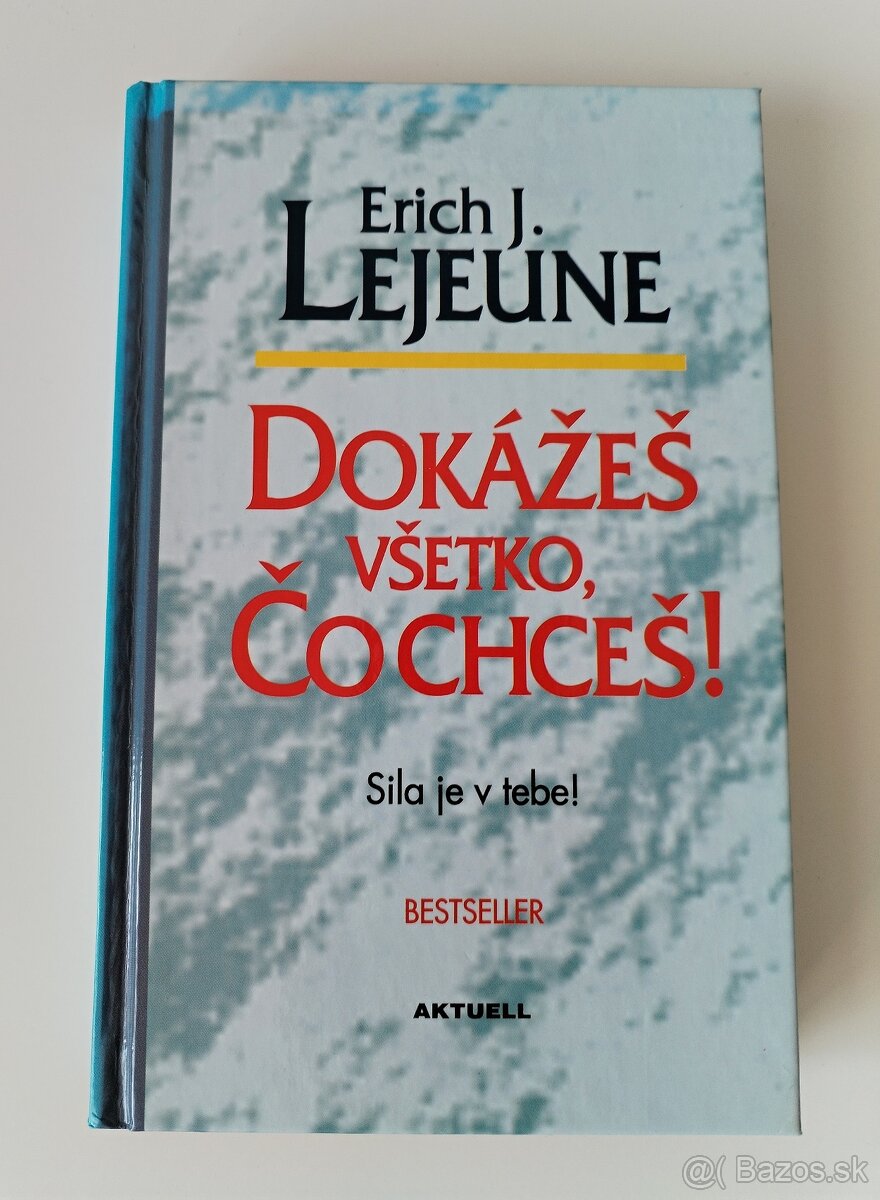 Erich J.
LEJEUNE
DOKÁŽEŠ
VŠETKO,
ČO CHCEŠ!
Sila je v tebe!
BESTSELLER
AKTUELL
@( Bazos.sk